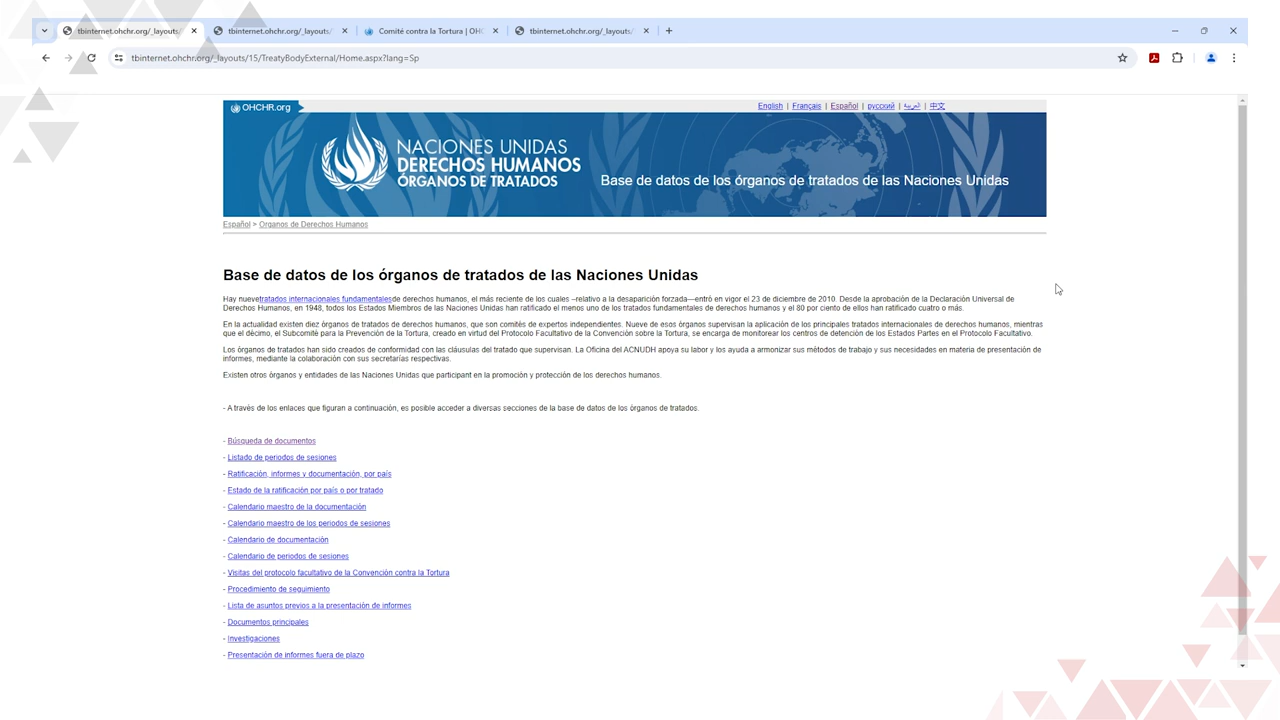 tbinternet.ohchr.org/_layouts/
tbinternet.ohchr.org/_layouts/
Comité contra la Tortura | OH
tbinternet.ohchr.org/_layouts/
tbinternet.ohchr.org/_layouts/15/TreatyBodyExternal/Home.aspx?lang=Sp
OHCHR.org
English | Français | Español | русский | العربية | 中文
NACIONES UNIDAS
DERECHOS HUMANOS
ÓRGANOS DE TRATADOS
Base de datos de los órganos de tratados de las Naciones Unidas
Español > Organos de Derechos Humanos
Base de datos de los órganos de tratados de las Naciones Unidas
Hay nuevetratados internacionales fundamentalesde derechos humanos, el más reciente de los cuales –relativo a la desaparición forzada—entró en vigor el 23 de diciembre de 2010. Desde la aprobación de la Declaración Universal de
Derechos Humanos, en 1948, todos los Estados Miembros de las Naciones Unidas han ratificado el menos uno de los tratados fundamentales de derechos humanos y el 80 por ciento de ellos han ratificado cuatro o más.
En la actualidad existen diez órganos de tratados de derechos humanos, que son comités de expertos independientes. Nueve de esos órganos supervisan la aplicación de los principales tratados internacionales de derechos humanos, mientras
que el décimo, el Subcomité para la Prevención de la Tortura, creado en virtud del Protocolo Facultativo de la Convención sobre la Tortura, se encarga de monitorear los centros de detención de los Estados Partes en el Protocolo Facultativo.
Los órganos de tratados han sido creados de conformidad con las cláusulas del tratado que supervisan. La Oficina del ACNUDH apoya su labor y los ayuda a armonizar sus métodos de trabajo y sus necesidades en materia de presentación de
informes, mediante la colaboración con sus secretarías respectivas.
Existen otros órganos y entidades de las Naciones Unidas que participant en la promoción y protección de los derechos humanos.
- A través de los enlaces que figuran a continuación, es posible acceder a diversas secciones de la base de datos de los órganos de tratados.
- Búsqueda de documentos
- Listado de periodos de sesiones
- Ratificación, informes y documentación, por país
- Estado de la ratificación por país o por tratado
- Calendario maestro de la documentación
- Calendario maestro de los periodos de sesiones
- Calendario de documentación
- Calendario de periodos de sesiones
- Visitas del protocolo facultativo de la Convención contra la Tortura
- Procedimiento de seguimiento
- Lista de asuntos previos a la presentación de informes
- Documentos principales
- Investigaciones
- Presentación de informes fuera de plazo